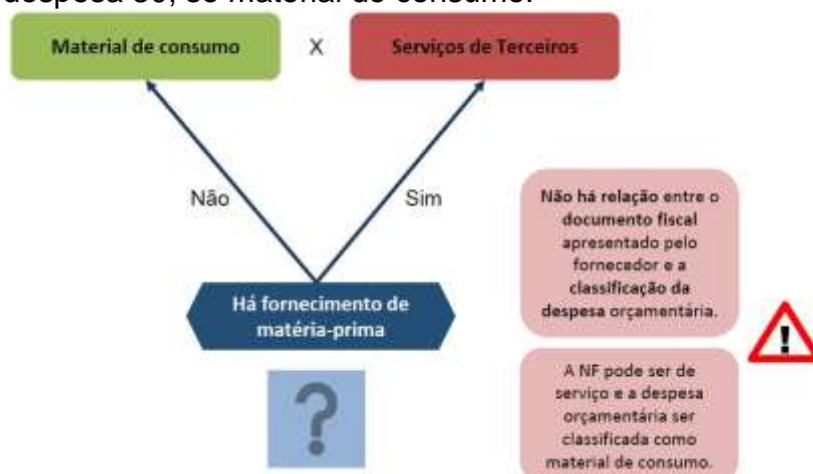 despesa 30, se material de consumo.
Material de consumo
X
Serviços de Terceiros
Não
Sim
Há fornecimento de
matéria-prima
?
Não há relação entre o
documento fiscal
apresentado pelo
fornecedor e a
classificação da
despesa orçamentária.
!
A NF pode ser de
serviço e a despesa
orçamentária ser
classificada como
material de consumo.